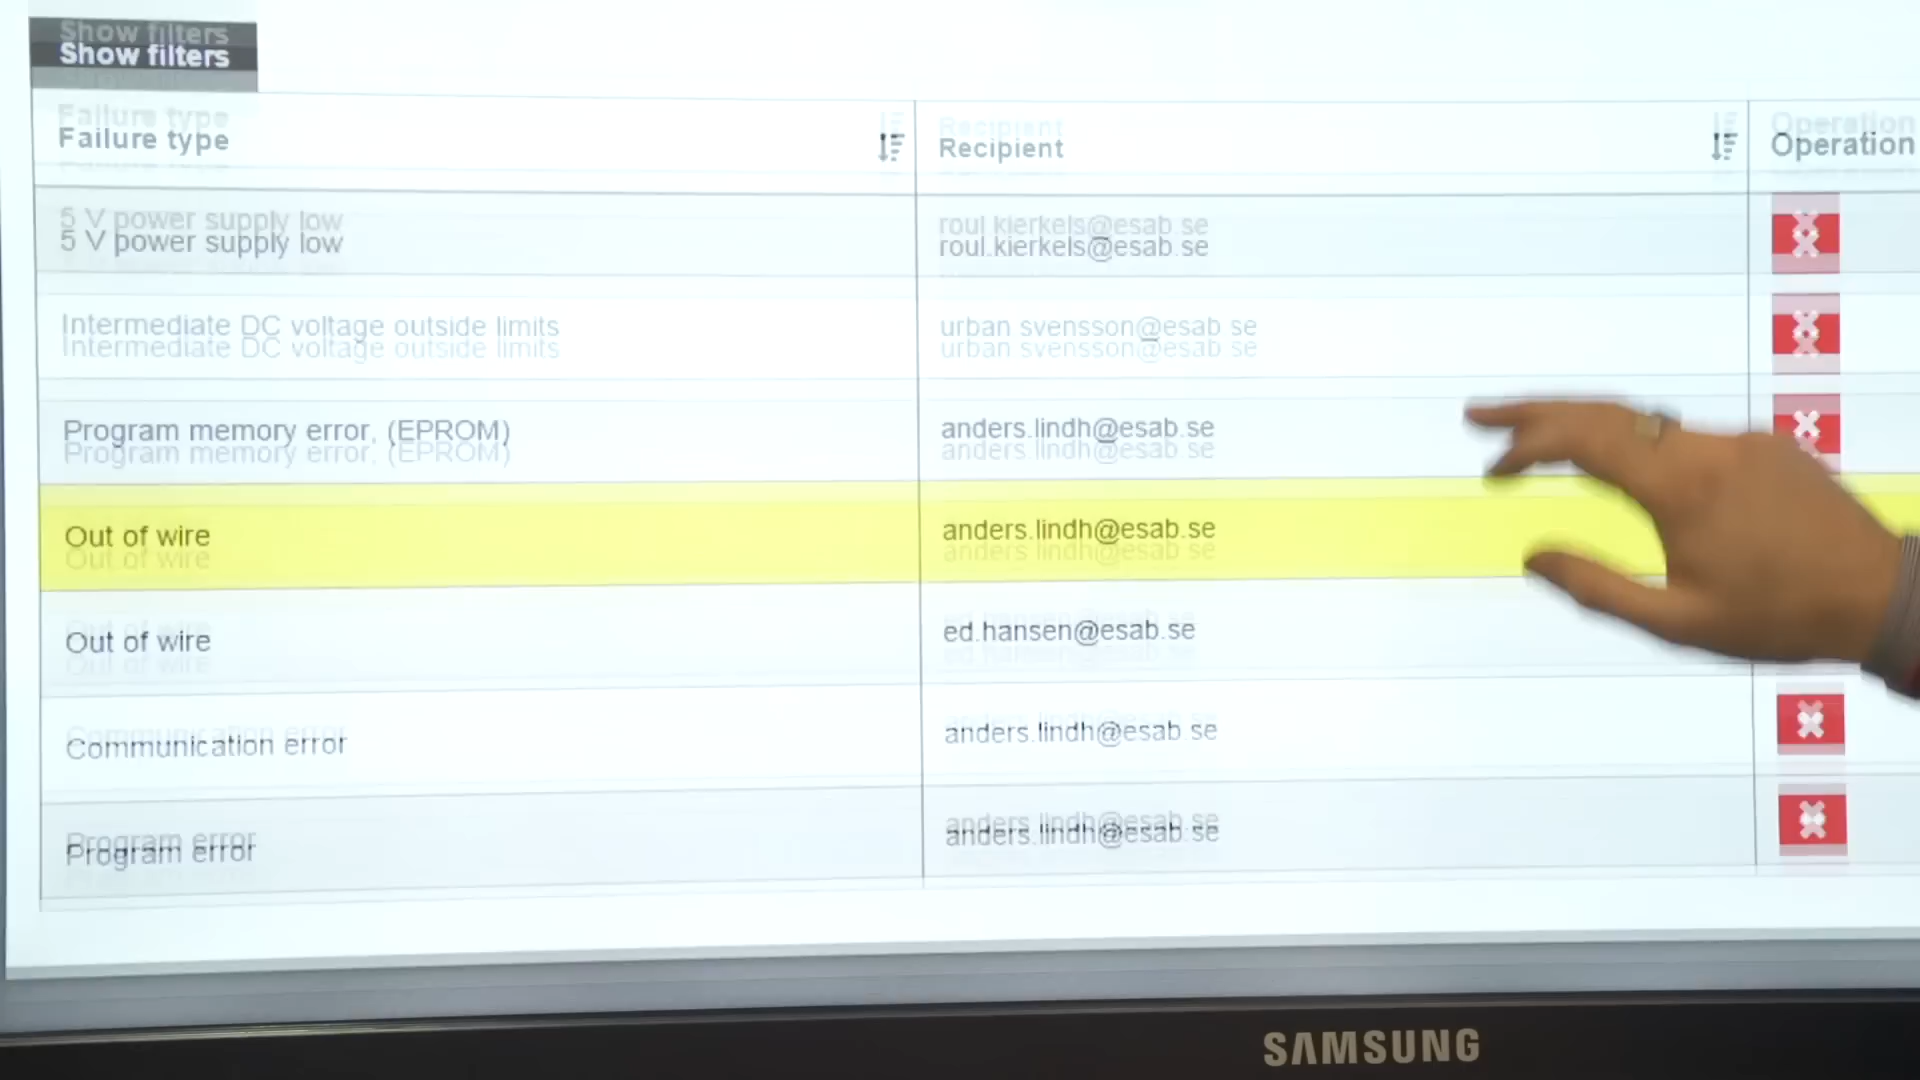 Show filters
Failure type Recipient Operation
5 V power supply low roul.kierkels@esab.se
Intermediate DC voltage outside limits urban.svensson@esab.se
Program memory error, (EPROM) anders.lindh@esab.se
Out of wire anders.lindh@esab.se
Out of wire ed.hansen@esab.se
Communication error anders.lindh@esab.se
Program error anders.lindh@esab.se
SAMSUNG